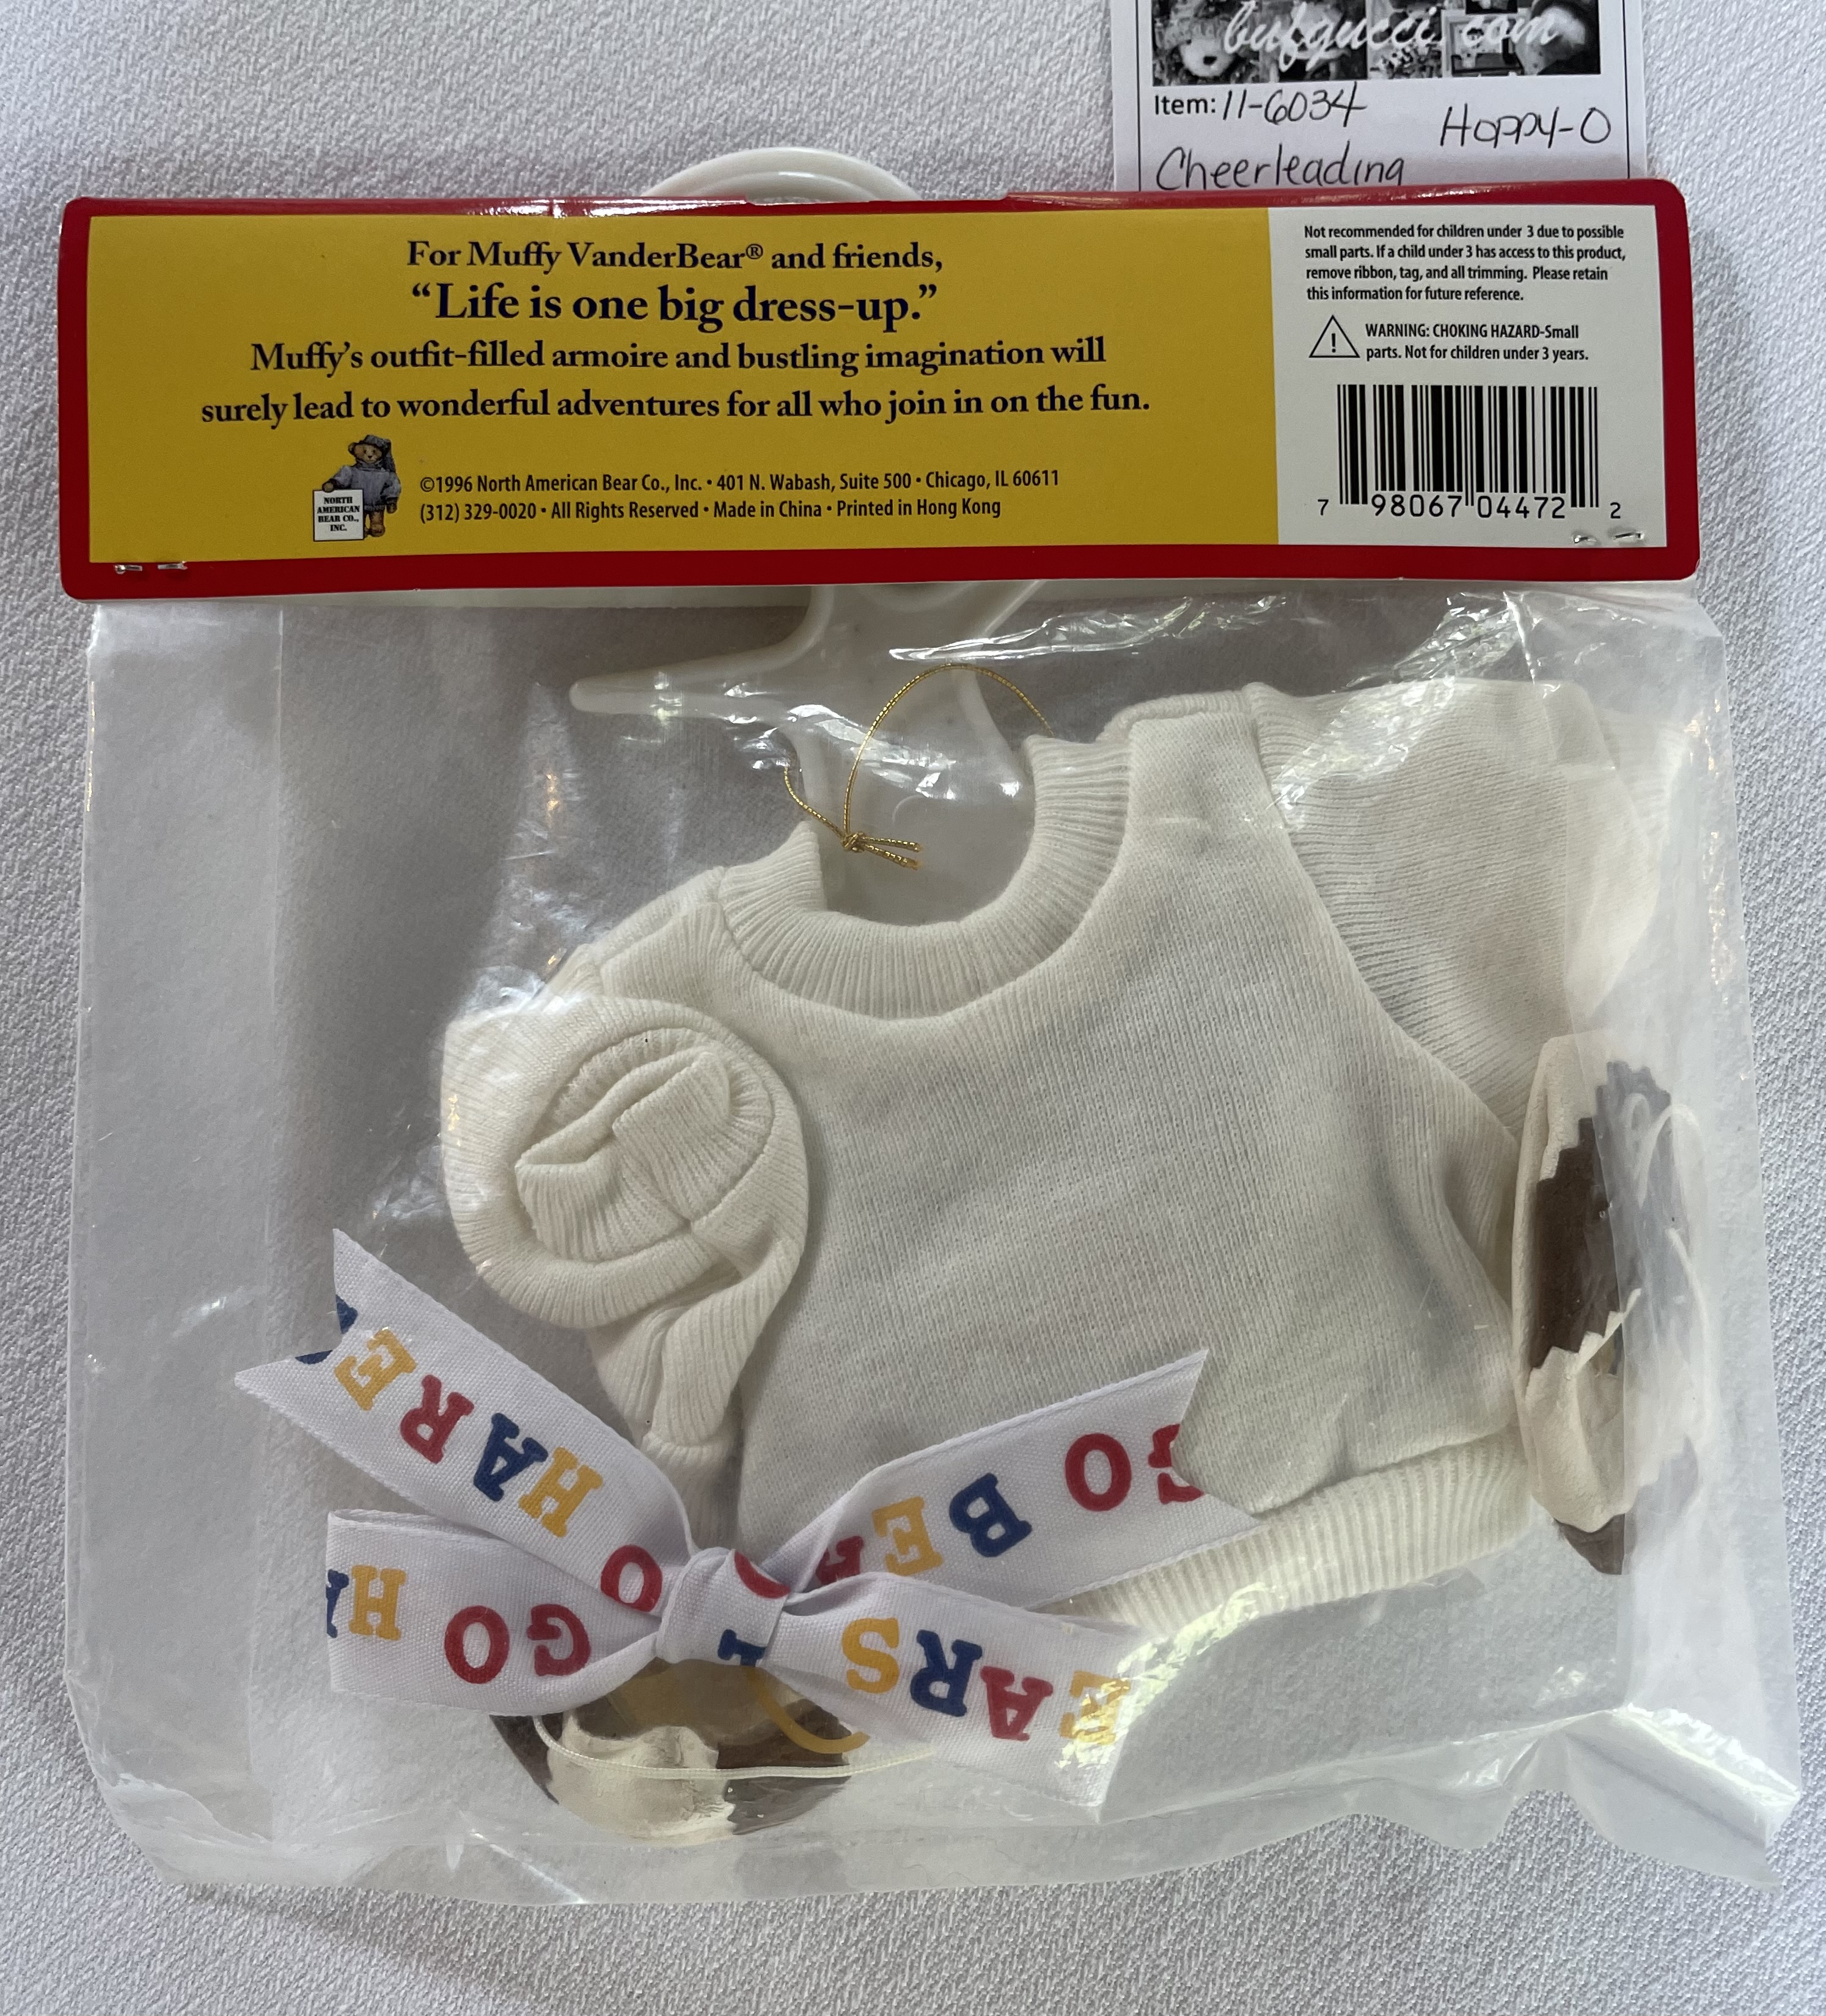 bufgucci.com
Item: 11-6034
Hoppy-O
Cheerleading
For Muffy VanderBear® and friends,
“Life is one big dress-up.”
Muffy’s outfit-filled armoire and bustling imagination will
surely lead to wonderful adventures for all who join in on the fun.
NORTH
AMERICAN
BEAR CO.,
INC.
©1996 North American Bear Co., Inc. • 401 N. Wabash, Suite 500 • Chicago, IL 60611
(312) 329-0020 • All Rights Reserved • Made in China • Printed in Hong Kong
Not recommended for children under 3 due to possible
small parts. If a child under 3 has access to this product,
remove ribbon, tag, and all trimming. Please retain
this information for future reference.
WARNING: CHOKING HAZARD-Small
parts. Not for children under 3 years.
7 98067 04472 2
HARE
GO BEA
GO HA
EARS